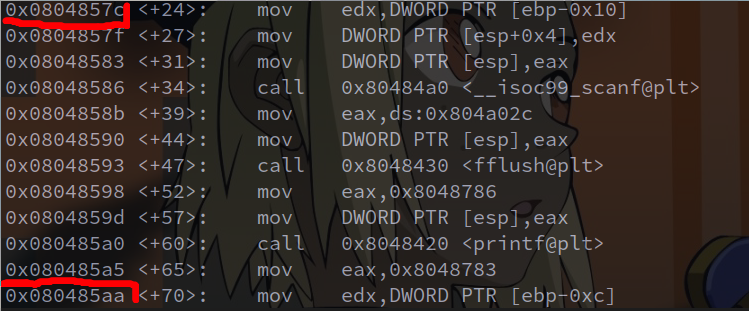 0x0804857c <+24>: mov edx,DWORD PTR [ebp-0x10]
0x0804857f <+27>: mov DWORD PTR [esp+0x4],edx
0x08048583 <+31>: mov DWORD PTR [esp],eax
0x08048586 <+34>: call 0x80484a0 <__isoc99_scanf@plt>
0x0804858b <+39>: mov eax,ds:0x804a02c
0x08048590 <+44>: mov DWORD PTR [esp],eax
0x08048593 <+47>: call 0x8048430 <fflush@plt>
0x08048598 <+52>: mov eax,0x8048786
0x0804859d <+57>: mov DWORD PTR [esp],eax
0x080485a0 <+60>: call 0x8048420 <printf@plt>
0x080485a5 <+65>: mov eax,0x8048783
0x080485aa <+70>: mov edx,DWORD PTR [ebp-0xc]